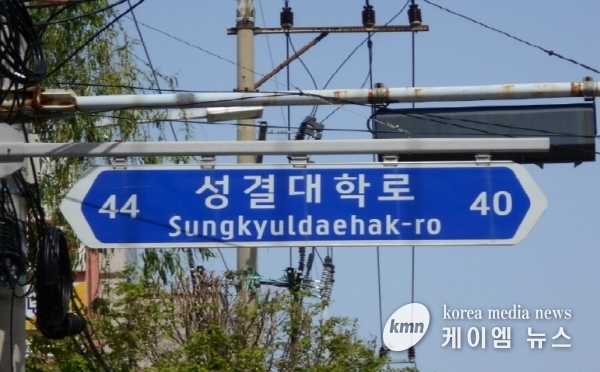 44 성결대학로 40
Sungkyuldaehak-ro
kmn korea media news
케이엠 뉴스